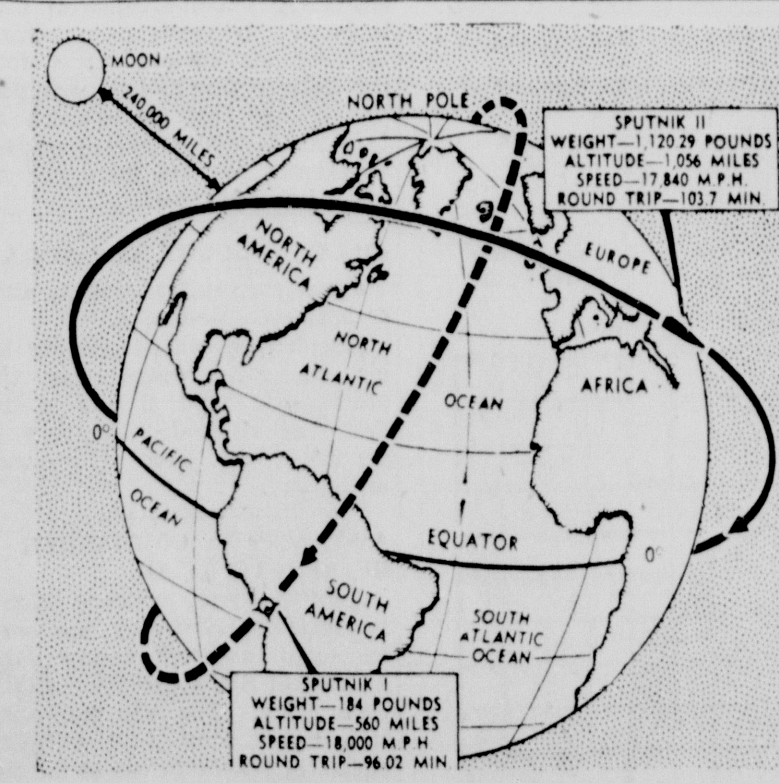 MOON
240,000 MILES
NORTH POLE
SPUTNIK II
WEIGHT—1,120 29 POUNDS
ALTITUDE—1,056 MILES
SPEED—17,840 M.P.H.
ROUND TRIP—103.7 MIN.
NORTH
AMERICA
EUROPE
NORTH
ATLANTIC
OCEAN
AFRICA
0°
PACIFIC
OCEAN
EQUATOR
0°
SOUTH
AMERICA
SOUTH
ATLANTIC
OCEAN
SPUTNIK I
WEIGHT—184 POUNDS
ALTITUDE—560 MILES
SPEED—18,000 M.P.H
ROUND TRIP—96.02 MIN